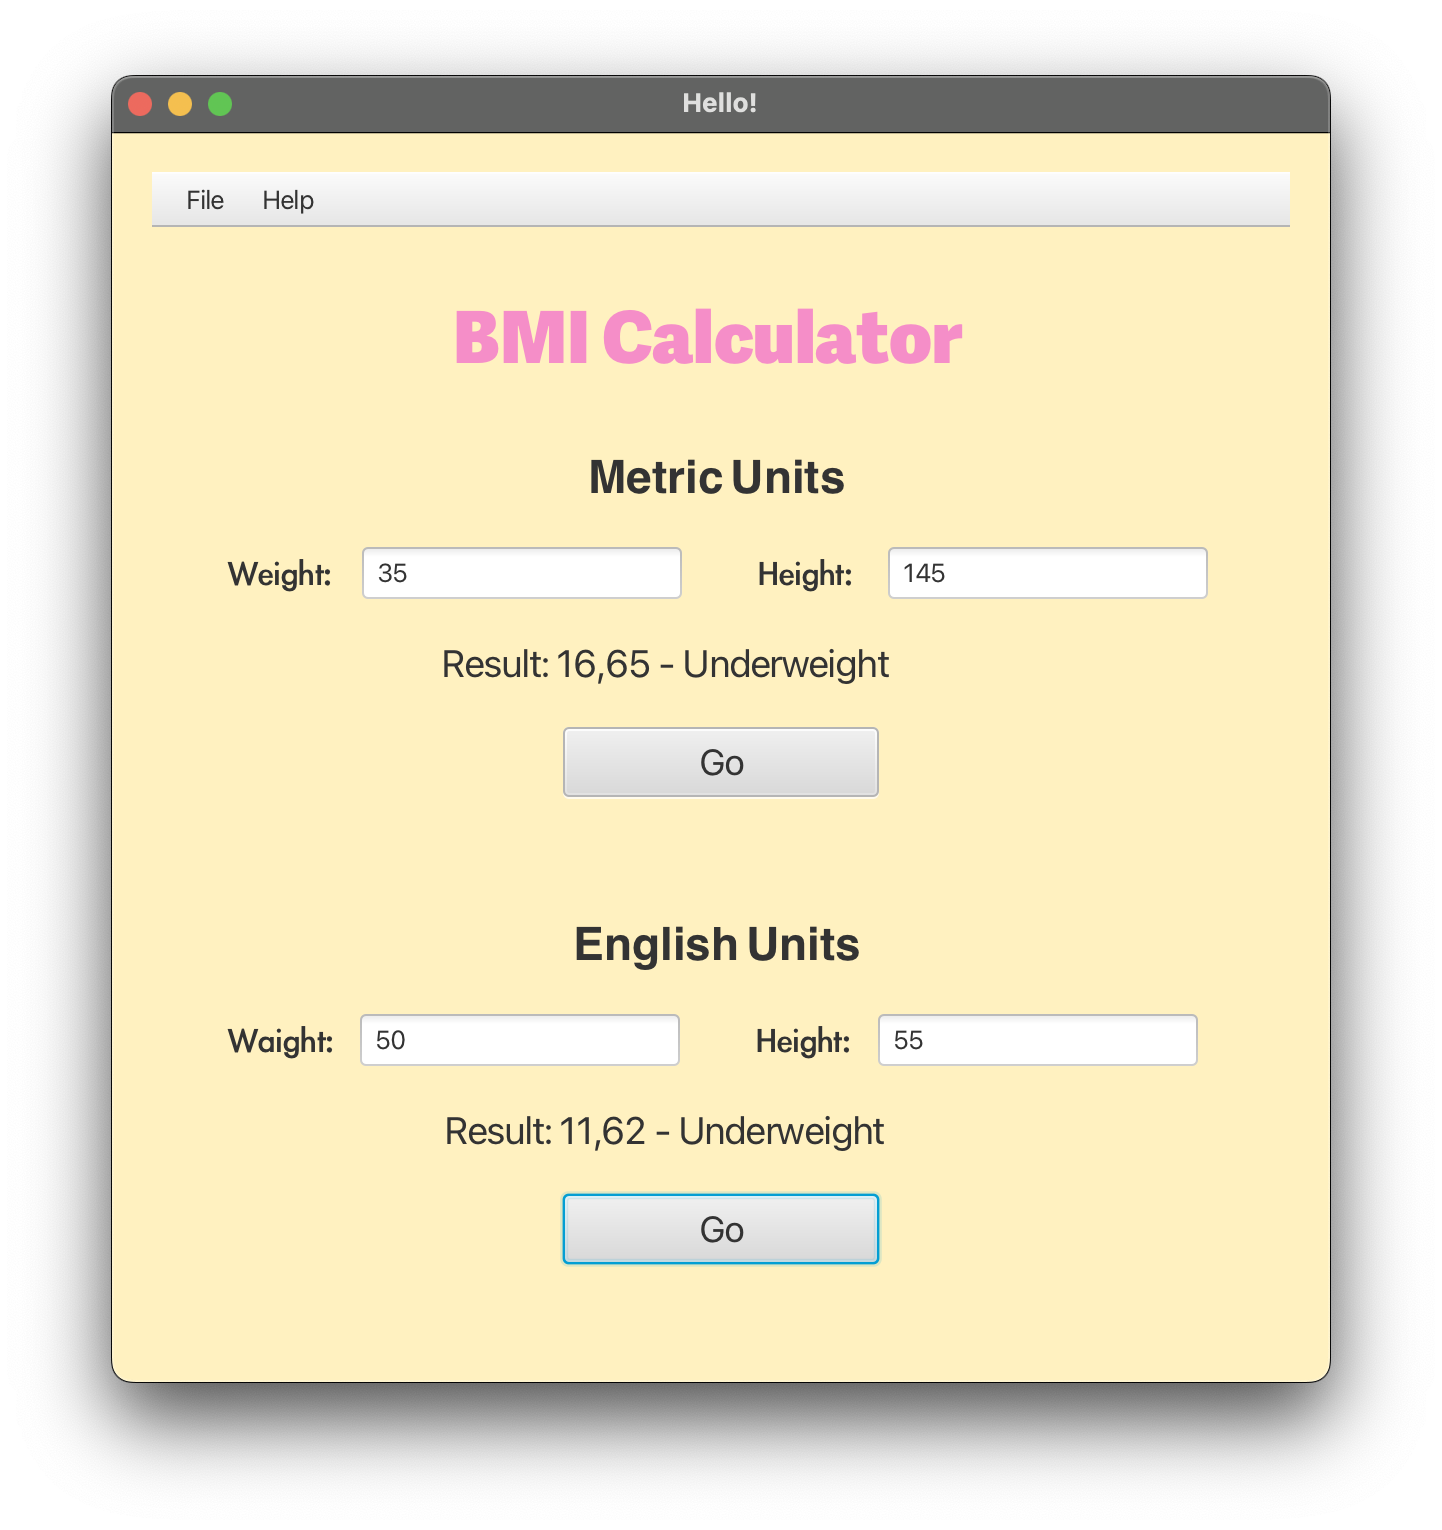 Hello!
File Help
BMI Calculator
Metric Units
Weight: 35 Height: 145
Result: 16,65 - Underweight
Go
English Units
Waight: 50 Height: 55
Result: 11,62 - Underweight
Go